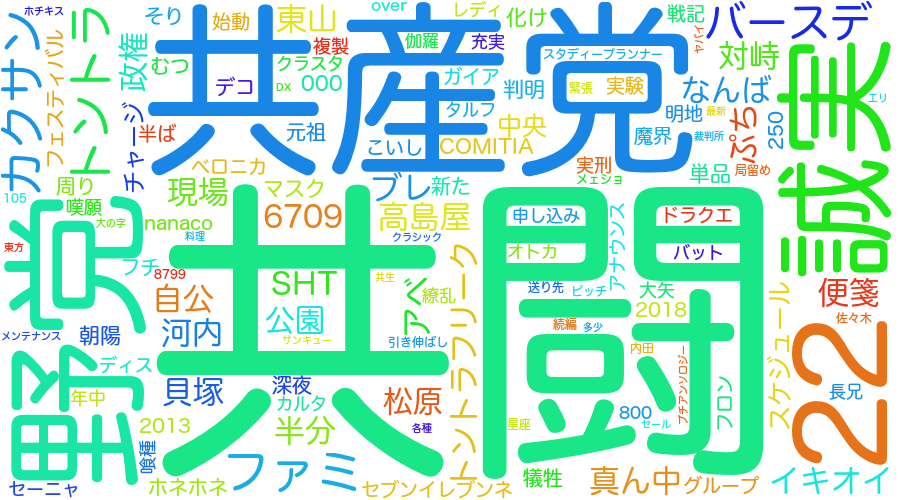 ホチキス
そり
始動
東山
over
レディ
化け
戦記
バースデ
カクサン
フェスティバル
トントラ
政権
むつ
デコ
複製
クラスタ
000
DX
伽羅
充実
スタディープランナー
共産党
ガイア
判明
緊張
実験
なんば
対峙
エリ
誠実
タルフ
明地
最新
250
チャージ
半ば
元祖
こいし
COMITIA
中央
魔界
裁判所
ぷち
ベロニカ
実刑
メェショ
単品
局留め
105
周り
嘆願
大の字
現場
マスク
ブレ
新た
nanaco
料理
6709
高島屋
クラシック
申し込み
アナウンス
ドラクエ
東方
野党
フチ
8799
SHT
共生
アベ
オトカ
バット
共闘
自公
繚乱
送り先
ピッチ
大矢
2018
便箋
佐々木
メンテナンス
朝陽
河内
公園
サンキュー
引き伸ばし
続編
多少
内田
スケジュール
22
ディス
年中
貝塚
深夜
カルタ
松原
トントラフリーク
プチアンソロジー
フロン
長兄
2013
喰種
半分
各種
星座
800
セール
セーニャ
ホネホネ
ファミ
セブンイレブンネ
犠牲
真ん中
グループ
イキオイ